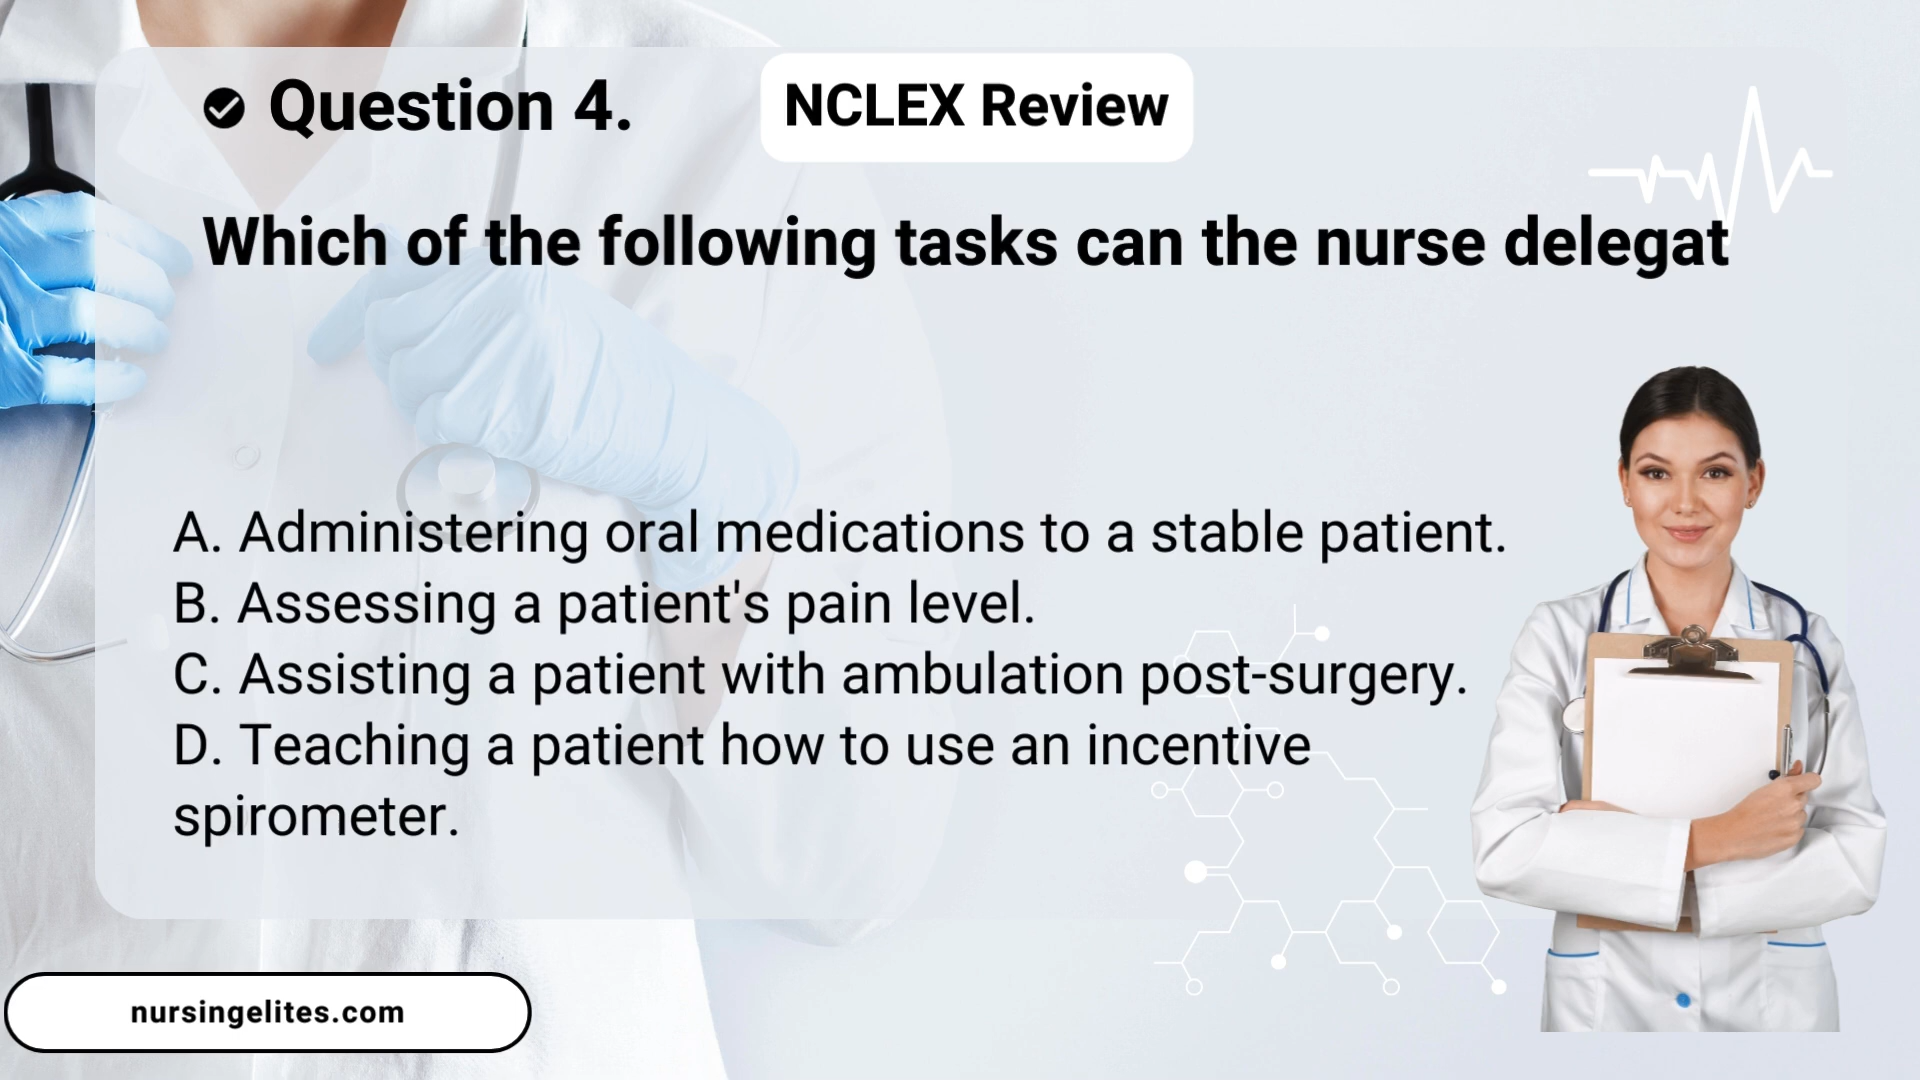 Question 4.
NCLEX Review
Which of the following tasks can the nurse delegat
A. Administering oral medications to a stable patient.
B. Assessing a patient's pain level.
C. Assisting a patient with ambulation post-surgery.
D. Teaching a patient how to use an incentive
spirometer.
nursingelites.com